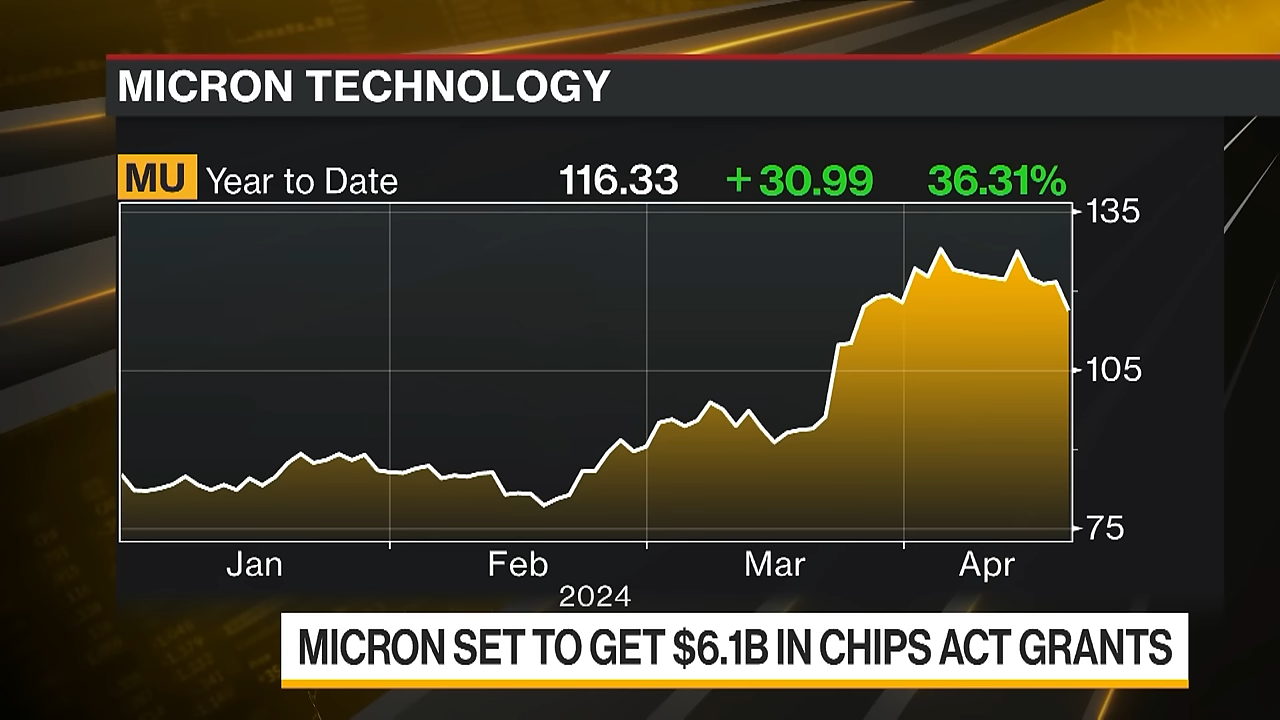 MICRON TECHNOLOGY
MU Year to Date 116.33 +30.99 36.31%
135
105
75
Jan Feb Mar Apr
2024
MICRON SET TO GET $6.1B IN CHIPS ACT GRANTS